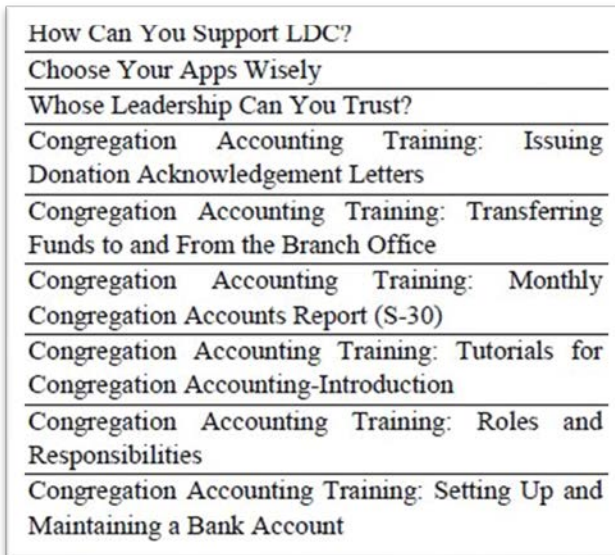 How Can You Support LDC?
Choose Your Apps Wisely
Whose Leadership Can You Trust?
Congregation Accounting Training: Issuing
Donation Acknowledgement Letters
Congregation Accounting Training: Transferring
Funds to and From the Branch Office
Congregation Accounting Training: Monthly
Congregation Accounts Report (S-30)
Congregation Accounting Training: Tutorials for
Congregation Accounting-Introduction
Congregation Accounting Training: Roles and
Responsibilities
Congregation Accounting Training: Setting Up and
Maintaining a Bank Account